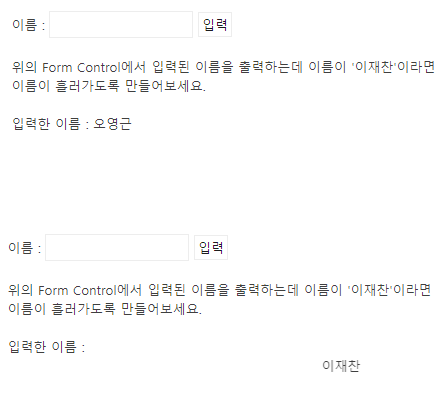 이름 : 입력
위의 Form Control에서 입력된 이름을 출력하는데 이름이 '이재찬'이라면
이름이 흘러가도록 만들어보세요.
입력한 이름 : 오영근
이름 : 입력
위의 Form Control에서 입력된 이름을 출력하는데 이름이 '이재찬'이라면
이름이 흘러가도록 만들어보세요.
입력한 이름 :
이재찬